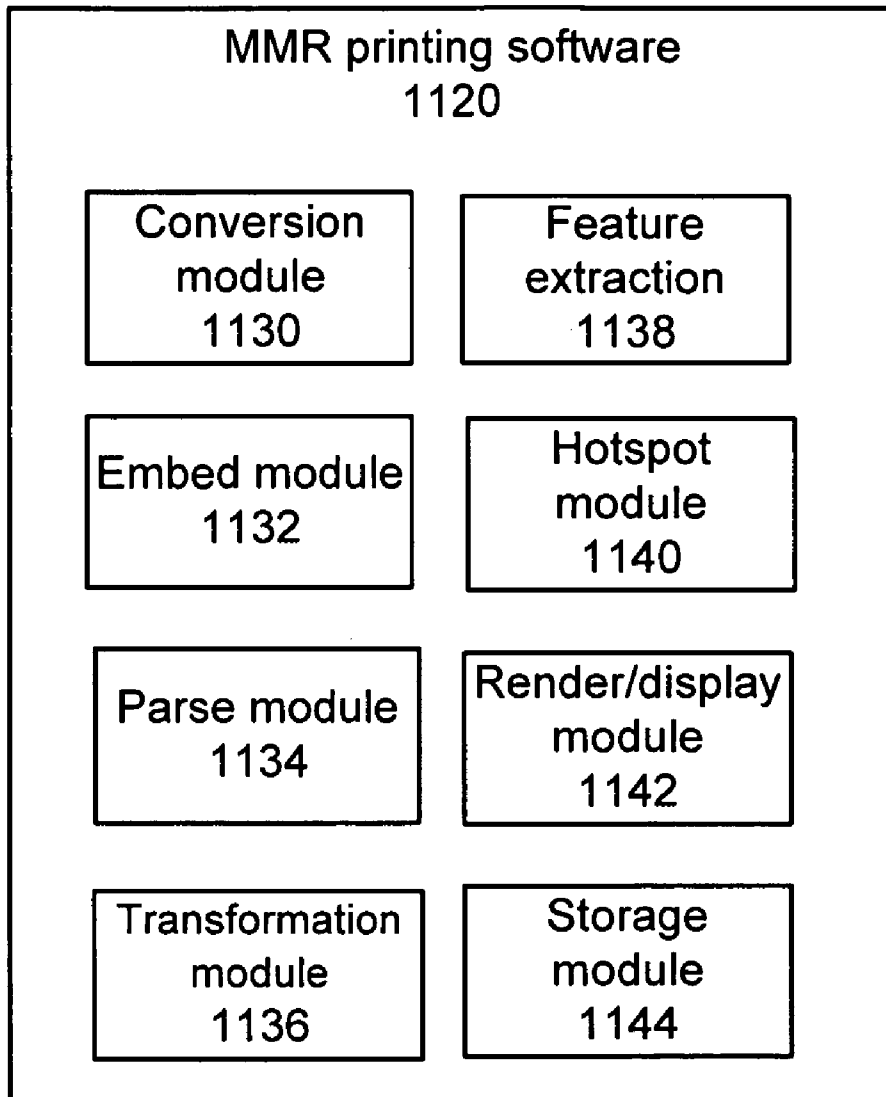 MMR printing software
1120
Conversion
module
1130
Feature
extraction
1138
Embed module
1132
Hotspot
module
1140
Parse module
1134
Render/display
module
1142
Transformation
module
1136
Storage
module
1144